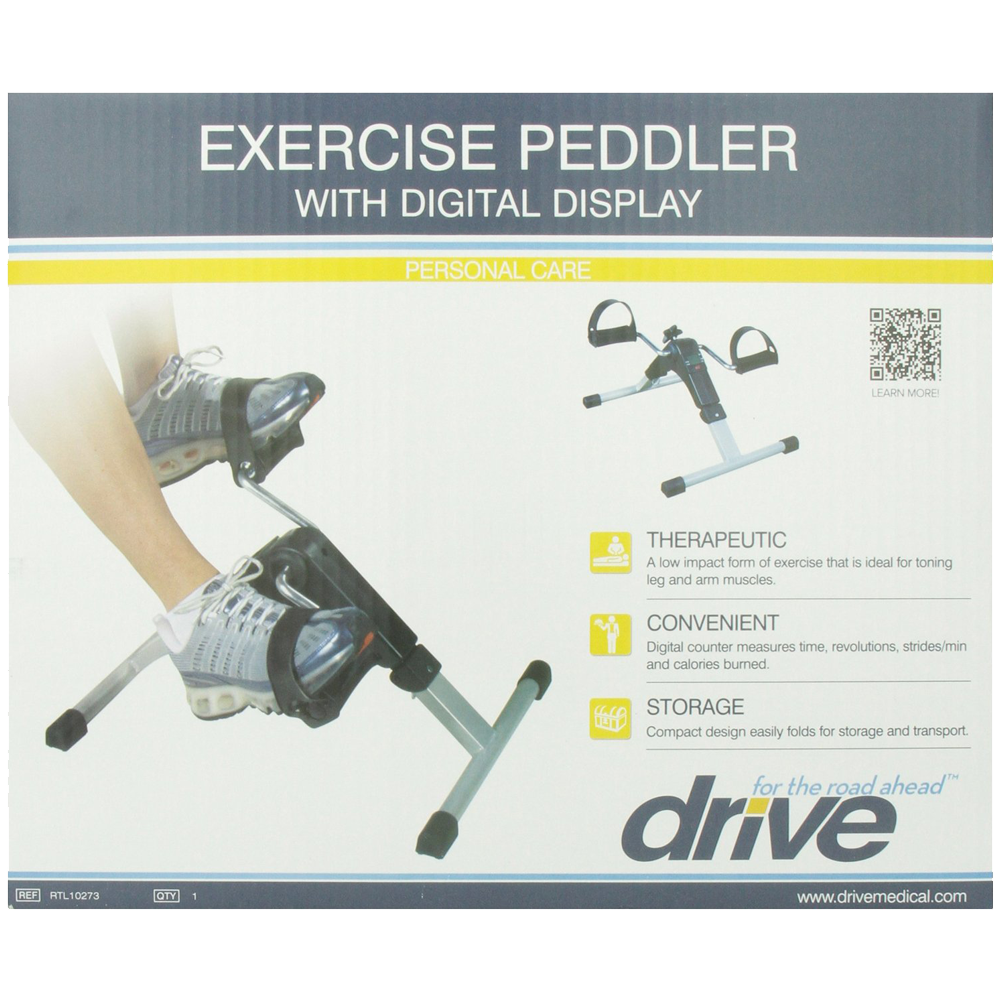 EXERCISE PEDDLER
WITH DIGITAL DISPLAY
PERSONAL CARE
LEARN MORE!
THERAPEUTIC
A low impact form of exercise that is ideal for toning
leg and arm muscles.
CONVENIENT
Digital counter measures time, revolutions, strides/min
and calories burned.
STORAGE
Compact design easily folds for storage and transport.
for the road ahead™
drive
REF RTL10273 QTY 1
www.drivemedical.com